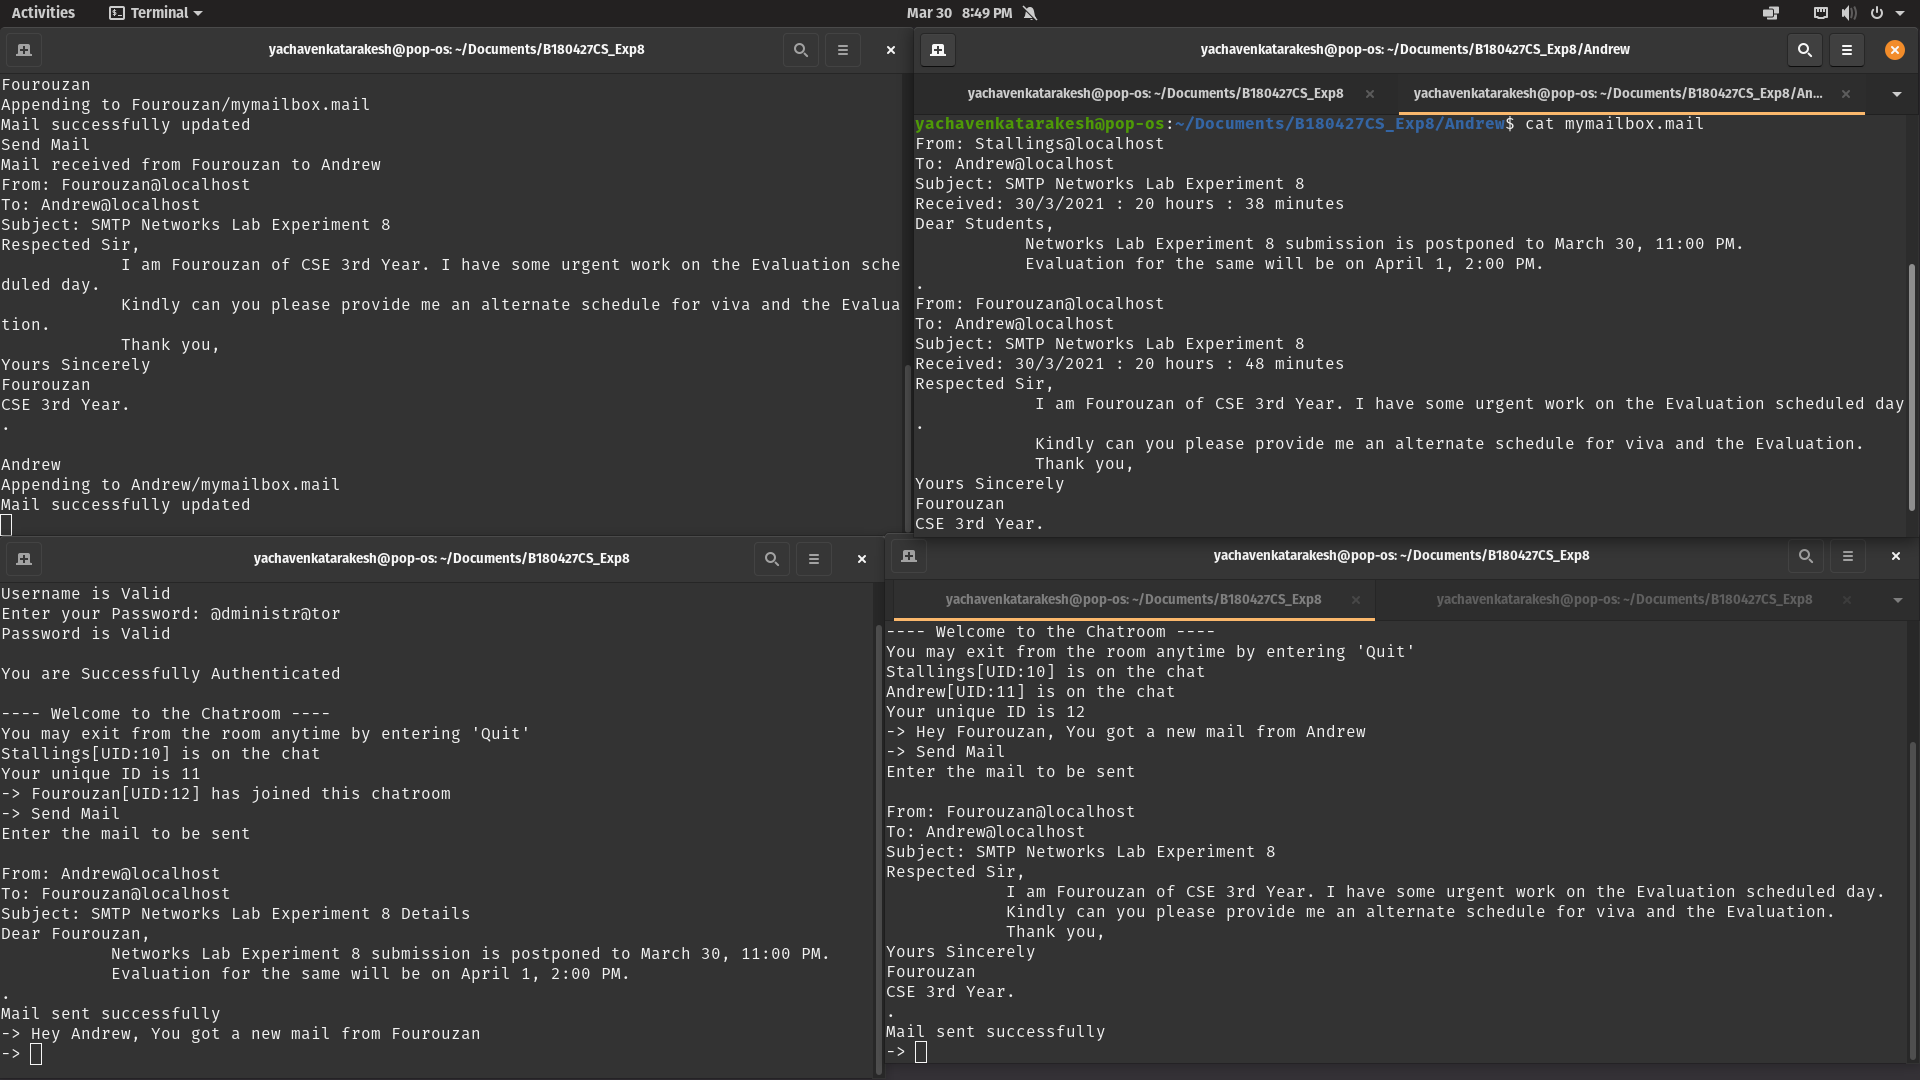 Activities
Terminal
Mar 30 8:49 PM
yachavenkatarakesh@pop-os: ~/Documents/B180427CS_Exp8
Fourouzan
Appending to Fourouzan/mymailbox.mail
Mail successfully updated
Send Mail
Mail received from Fourouzan to Andrew
From: Fourouzan@localhost
To: Andrew@localhost
Subject: SMTP Networks Lab Experiment 8
Respected Sir,
I am Fourouzan of CSE 3rd Year. I have some urgent work on the Evaluation sche
duled day.
Kindly can you please provide me an alternate schedule for viva and the Evalua
tion.
Thank you,
Yours Sincerely
Fourouzan
CSE 3rd Year.
.
Andrew
Appending to Andrew/mymailbox.mail
Mail successfully updated
yachavenkatarakesh@pop-os: ~/Documents/B180427CS_Exp8/Andrew
yachavenkatarakesh@pop-os: ~/Documents/B180427CS_Exp8
yachavenkatarakesh@pop-os: ~/Documents/B180427CS_Exp8/An...
yachavenkatarakesh@pop-os:~/Documents/B180427CS_Exp8/Andrew$ cat mymailbox.mail
From: Stallings@localhost
To: Andrew@localhost
Subject: SMTP Networks Lab Experiment 8
Received: 30/3/2021 : 20 hours : 38 minutes
Dear Students,
Networks Lab Experiment 8 submission is postponed to March 30, 11:00 PM.
Evaluation for the same will be on April 1, 2:00 PM.
.
From: Fourouzan@localhost
To: Andrew@localhost
Subject: SMTP Networks Lab Experiment 8
Received: 30/3/2021 : 20 hours : 48 minutes
Respected Sir,
I am Fourouzan of CSE 3rd Year. I have some urgent work on the Evaluation scheduled day
.
Kindly can you please provide me an alternate schedule for viva and the Evaluation.
Thank you,
Yours Sincerely
Fourouzan
CSE 3rd Year.
yachavenkatarakesh@pop-os: ~/Documents/B180427CS_Exp8
Username is Valid
Enter your Password: @dministr@tor
Password is Valid
You are Successfully Authenticated
---- Welcome to the Chatroom ----
You may exit from the room anytime by entering 'Quit'
Stallings[UID:10] is on the chat
Your unique ID is 11
-> Fourouzan[UID:12] has joined this chatroom
-> Send Mail
Enter the mail to be sent
From: Andrew@localhost
To: Fourouzan@localhost
Subject: SMTP Networks Lab Experiment 8 Details
Dear Fourouzan,
Networks Lab Experiment 8 submission is postponed to March 30, 11:00 PM.
Evaluation for the same will be on April 1, 2:00 PM.
.
Mail sent successfully
-> Hey Andrew, You got a new mail from Fourouzan
->
yachavenkatarakesh@pop-os: ~/Documents/B180427CS_Exp8
yachavenkatarakesh@pop-os: ~/Documents/B180427CS_Exp8
yachavenkatarakesh@pop-os: ~/Documents/B180427CS_Exp8
---- Welcome to the Chatroom ----
You may exit from the room anytime by entering 'Quit'
Stallings[UID:10] is on the chat
Andrew[UID:11] is on the chat
Your unique ID is 12
-> Hey Fourouzan, You got a new mail from Andrew
-> Send Mail
Enter the mail to be sent
From: Fourouzan@localhost
To: Andrew@localhost
Subject: SMTP Networks Lab Experiment 8
Respected Sir,
I am Fourouzan of CSE 3rd Year. I have some urgent work on the Evaluation scheduled day.
Kindly can you please provide me an alternate schedule for viva and the Evaluation.
Thank you,
Yours Sincerely
Fourouzan
CSE 3rd Year.
.
Mail sent successfully
->